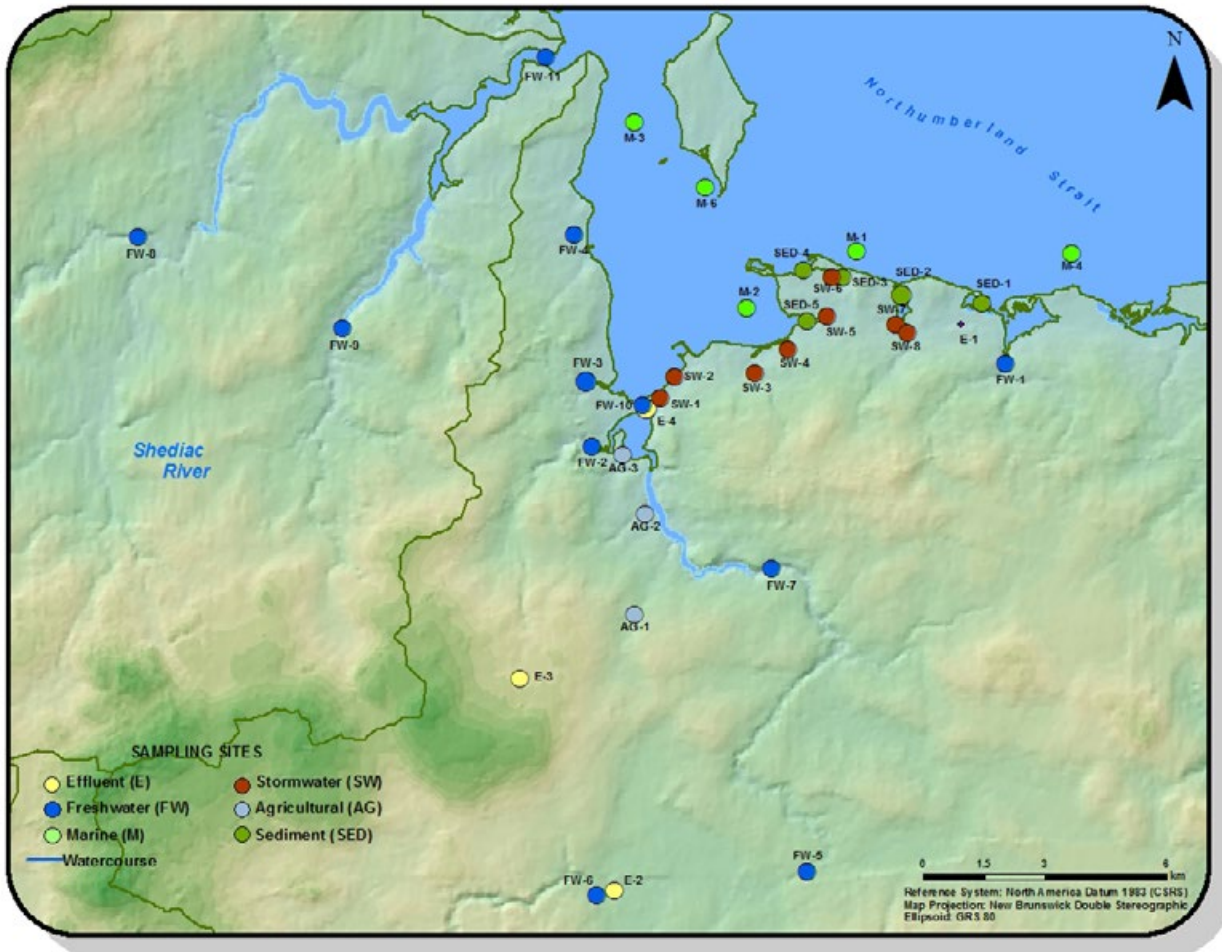 N
FW-11
Northumberland
Strait
M-3
M-6
FW-8
FW-4
M-1
M-4
SED-4
SW-6
SED-3
SED-2
SED-1
M-2
SED-5
SW-5
SW-7
SW-8
E-1
FW-9
SW-4
FW-1
FW-3
SW-2
SW-3
FW-10
SW-1
E-4
Shediac
River
FW-2
AG-3
AG-2
FW-7
AG-1
E-3
SAMPLING SITES
Effluent (E)
Stormwater (SW)
Freshwater (FW)
Agricultural (AG)
Marine (M)
Sediment (SED)
Watercourse
FW-5
FW-6
E-2
0 1.5 3 6
km
Reference System: North America Datum 1983 (CSRS)
Map Projection: New Brunswick Double Stereographic
Ellipsoid: GRS 80